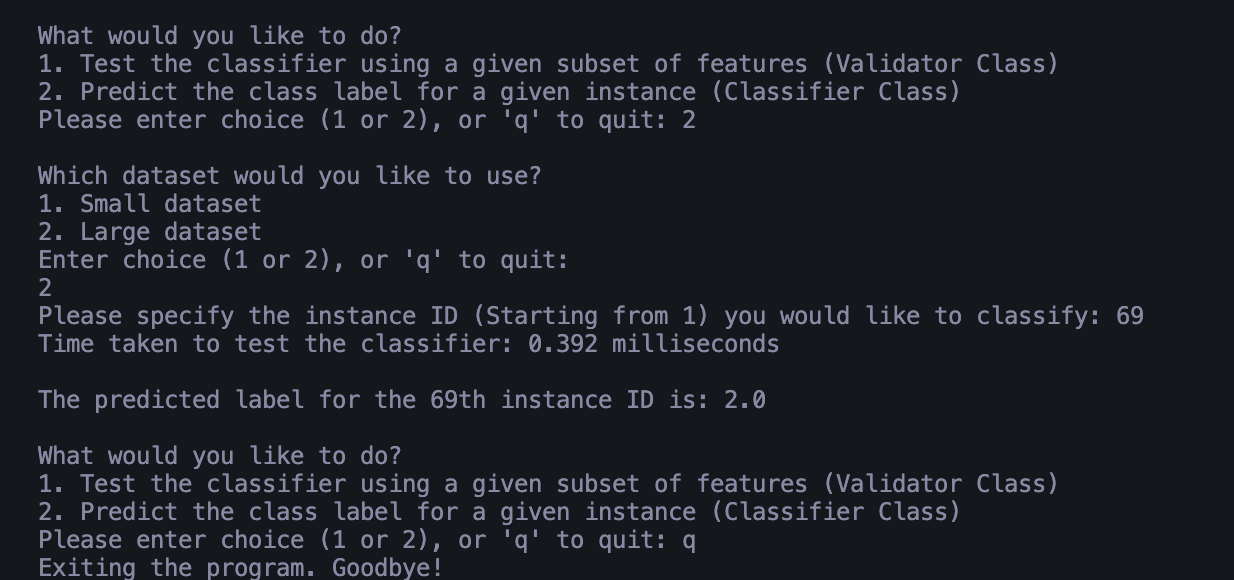 What would you like to do?
1. Test the classifier using a given subset of features (Validator Class)
2. Predict the class label for a given instance (Classifier Class)
Please enter choice (1 or 2), or 'q' to quit: 2
Which dataset would you like to use?
1. Small dataset
2. Large dataset
Enter choice (1 or 2), or 'q' to quit:
2
Please specify the instance ID (Starting from 1) you would like to classify: 69
Time taken to test the classifier: 0.392 milliseconds
The predicted label for the 69th instance ID is: 2.0
What would you like to do?
1. Test the classifier using a given subset of features (Validator Class)
2. Predict the class label for a given instance (Classifier Class)
Please enter choice (1 or 2), or 'q' to quit: q
Exiting the program. Goodbye!